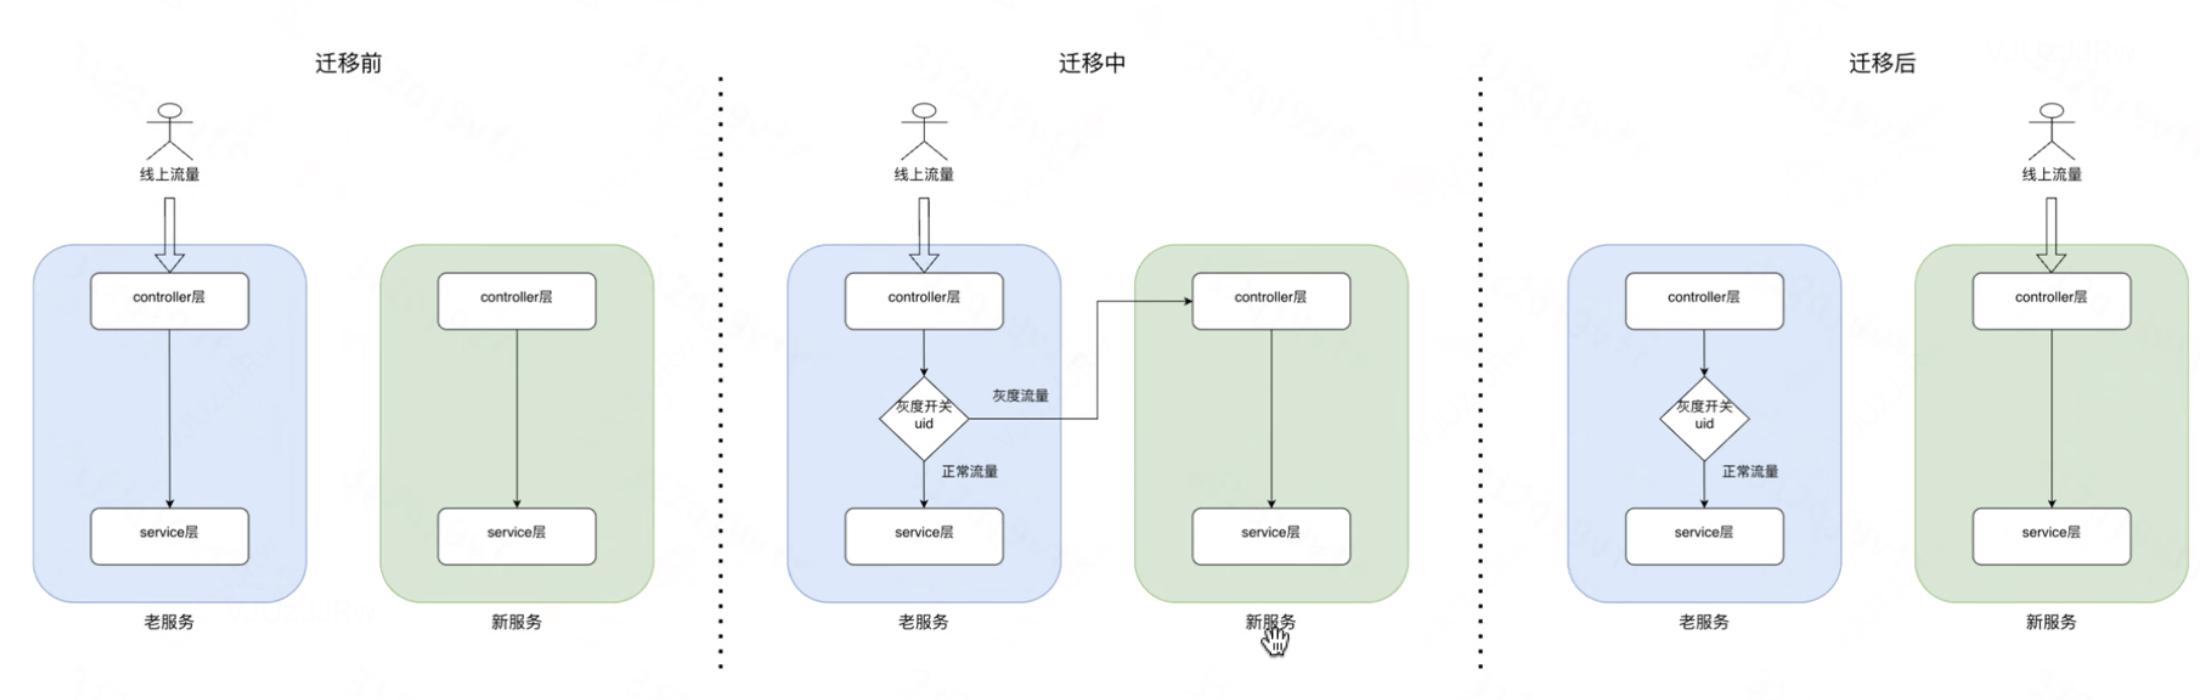 迁移前
线上流量
controller层
controller层
service层
service层
老服务
新服务
迁移中
线上流量
controller层
controller层
灰度开关
uid
灰度流量
正常流量
service层
service层
老服务
新服务
迁移后
线上流量
controller层
controller层
灰度开关
uid
正常流量
service层
service层
老服务
新服务